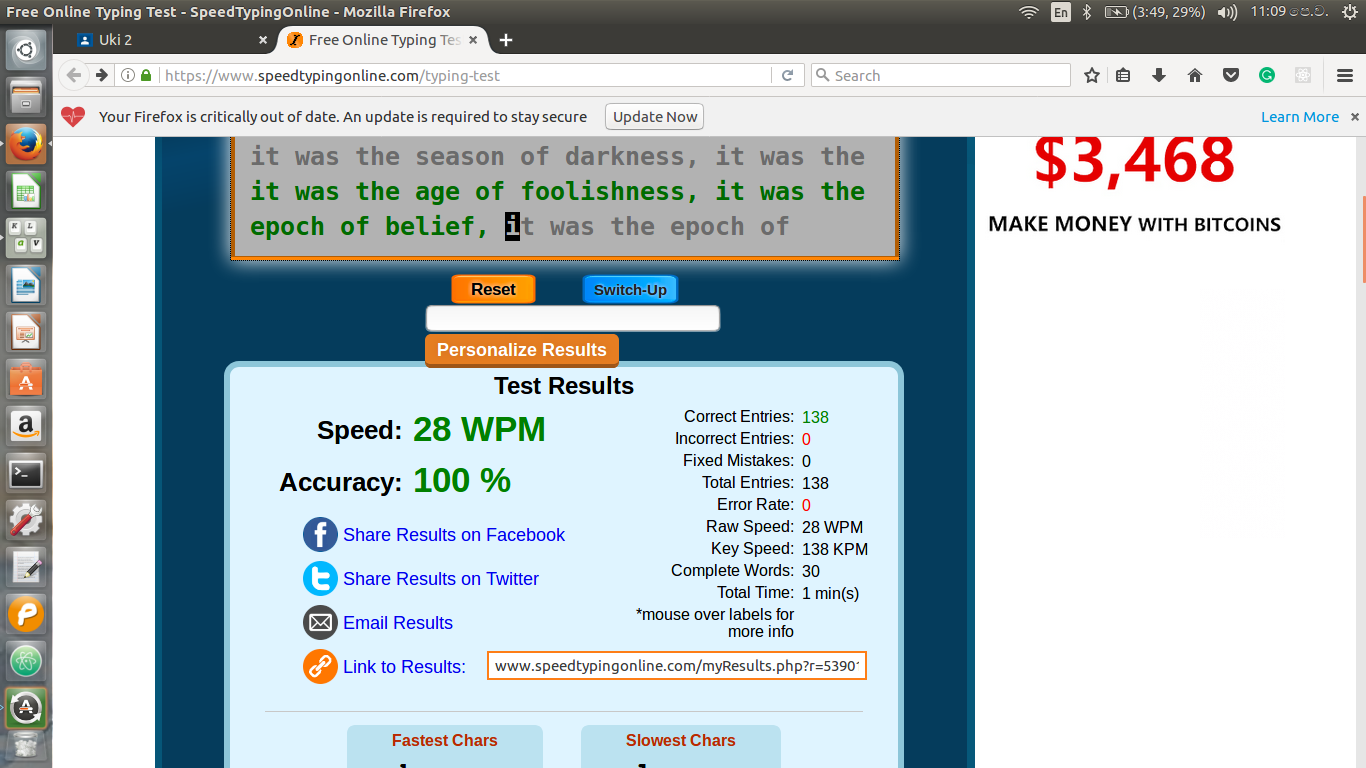 Free Online Typing Test - SpeedTypingOnline - Mozilla Firefox
En (3:49, 29%) 11:09 පෙ.ව.
Uki 2 × Free Online Typing Tes × +
https://www.speedtypingonline.com/typing-test Search
Your Firefox is critically out of date. An update is required to stay secure Update Now Learn More ×
it was the season of darkness, it was the
it was the age of foolishness, it was the
epoch of belief, it was the epoch of
$3,468
MAKE MONEY WITH BITCOINS
Reset Switch-Up
Personalize Results
Test Results
Speed: 28 WPM
Accuracy: 100 %
Share Results on Facebook
Share Results on Twitter
Email Results
Link to Results: www.speedtypingonline.com/myResults.php?r=5390
Correct Entries: 138
Incorrect Entries: 0
Fixed Mistakes: 0
Total Entries: 138
Error Rate: 0
Raw Speed: 28 WPM
Key Speed: 138 KPM
Complete Words: 30
Total Time: 1 min(s)
*mouse over labels for
more info
Fastest Chars Slowest Chars